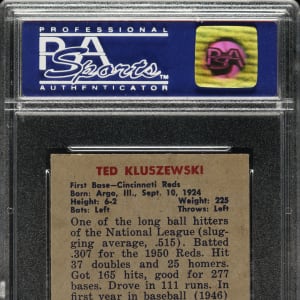 PROFESSIONAL
PSA
Sports™
AUTHENTICATOR
PSA
TED KLUSZEWSKI
First Base—Cincinnati Reds
Born: Argo, Ill., Sept. 10, 1924
Height: 6-2 Weight: 225
Bats: Left Throws: Left
One of the long ball hitters
of the National League (slug-
ging average, .515). Batted
.307 for the 1950 Reds. Hit
37 doubles and 25 homers.
Got 165 hits, good for 277
bases. Drove in 111 runs. In
first year in baseball (1946)